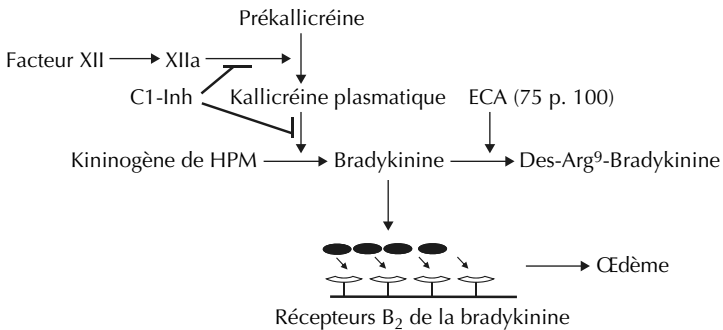 Prékallicréine
Facteur XII XIIa
C1-Inh Kallicréine plasmatique ECA (75 p. 100)
Kininogène de HPM Bradykinine Des-Arg⁹-Bradykinine
Œdème
Récepteurs B₂ de la bradykinine